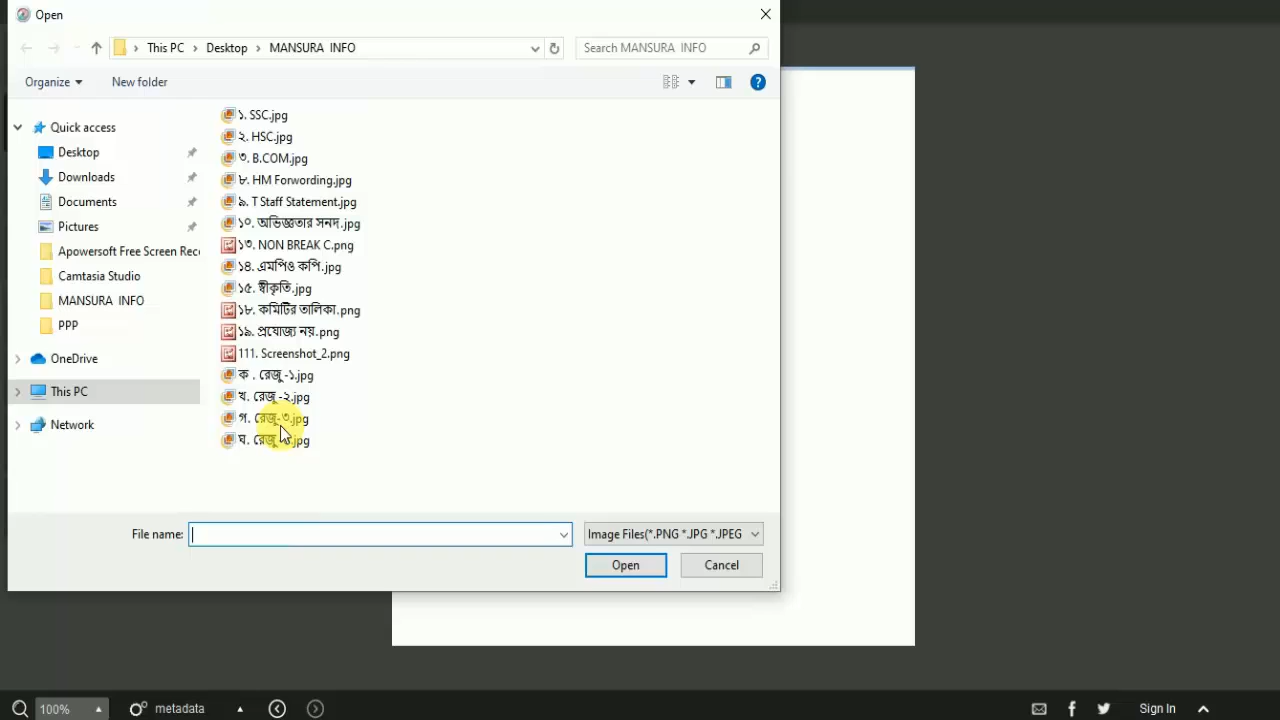 Open
This PC > Desktop > MANSURA INFO
Search MANSURA INFO
Organize
New folder
Quick access
Desktop
Downloads
Documents
Pictures
Apowersoft Free Screen Rec
Camtasia Studio
MANSURA INFO
PPP
OneDrive
This PC
Network
১. SSC.jpg
২. HSC.jpg
৩. B.COM.jpg
৮. HM Forwording.jpg
৯. T Staff Statement.jpg
১০. অভিজ্ঞতার সনদ.jpg
১৩. NON BREAK C.png
১৪. এমপিও কপি.jpg
১৫. স্বীকৃতি.jpg
১৮. কমিটির তালিকা.png
১৯. প্রযোজ্য নয়.png
111. Screenshot_2.png
ক . রেজু -১.jpg
খ. রেজু -২.jpg
গ. রেজু-৩.jpg
ঘ. রেজু .jpg
File name:
Image Files(*.PNG *.JPG *.JPEG
Open
Cancel
100%
metadata
Sign In